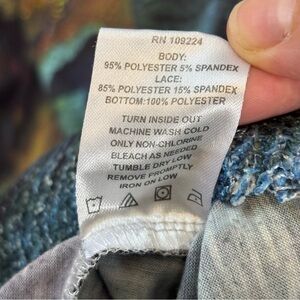 RN 109224
BODY:
95% POLYESTER 5% SPANDEX
LACE:
85% POLYESTER 15% SPANDEX
BOTTOM:100% POLYESTER
TURN INSIDE OUT
MACHINE WASH COLD
ONLY NON-CHLORINE
BLEACH AS NEEDED
TUMBLE DRY LOW
REMOVE PROMPTLY
IRON ON LOW